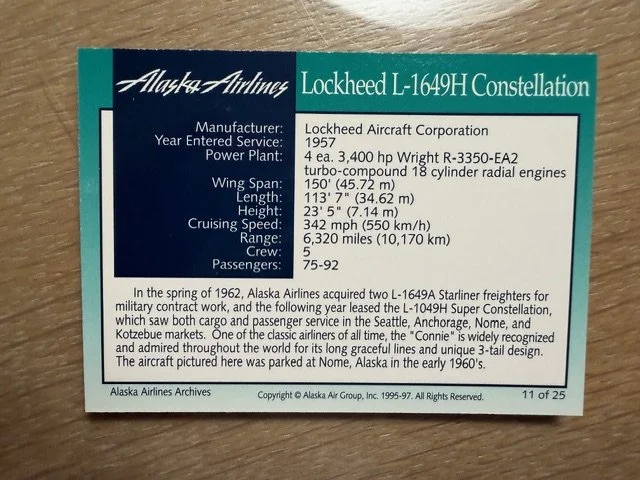 Alaska Airlines Lockheed L-1649H Constellation
Manufacturer: Lockheed Aircraft Corporation
Year Entered Service: 1957
Power Plant: 4 ea. 3,400 hp Wright R-3350-EA2
turbo-compound 18 cylinder radial engines
Wing Span: 150' (45.72 m)
Length: 113' 7" (34.62 m)
Height: 23' 5" (7.14 m)
Cruising Speed: 342 mph (550 km/h)
Range: 6,320 miles (10,170 km)
Crew: 5
Passengers: 75-92
In the spring of 1962, Alaska Airlines acquired two L-1649A Starliner freighters for
military contract work, and the following year leased the L-1049H Super Constellation,
which saw both cargo and passenger service in the Seattle, Anchorage, Nome, and
Kotzebue markets. One of the classic airliners of all time, the "Connie" is widely recognized
and admired throughout the world for its long graceful lines and unique 3-tail design.
The aircraft pictured here was parked at Nome, Alaska in the early 1960's.
Alaska Airlines Archives Copyright © Alaska Air Group, Inc. 1995-97. All Rights Reserved. 11 of 25